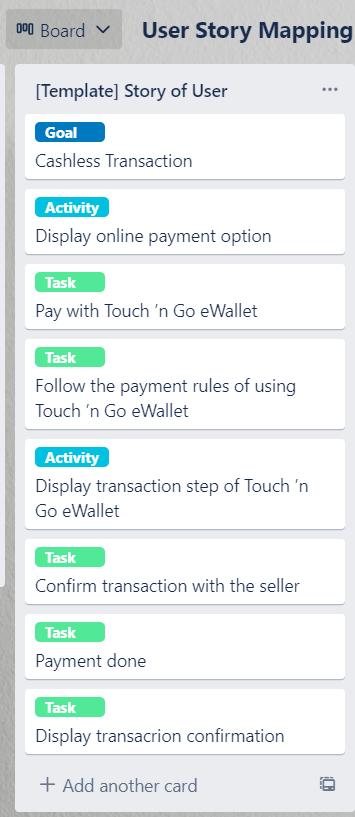 Board
User Story Mapping
[Template] Story of User
Goal
Cashless Transaction
Activity
Display online payment option
Task
Pay with Touch 'n Go eWallet
Task
Follow the payment rules of using
Touch 'n Go eWallet
Activity
Display transaction step of Touch 'n
Go eWallet
Task
Confirm transaction with the seller
Task
Payment done
Task
Display transacrion confirmation
+ Add another card